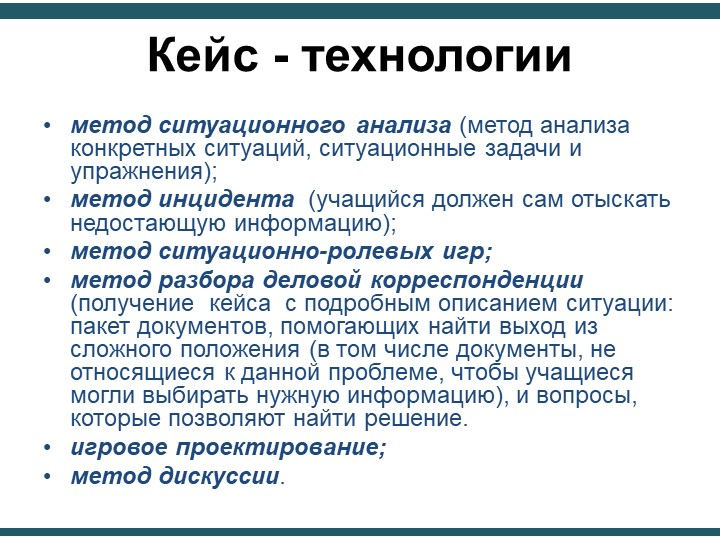 Кейс - технологии
• метод ситуационного анализа (метод анализа
конкретных ситуаций, ситуационные задачи и
упражнения);
• метод инцидента (учащийся должен сам отыскать
недостающую информацию);
• метод ситуационно-ролевых игр;
• метод разбора деловой корреспонденции
(получение кейса с подробным описанием ситуации:
пакет документов, помогающих найти выход из
сложного положения (в том числе документы, не
относящиеся к данной проблеме, чтобы учащиеся
могли выбирать нужную информацию), и вопросы,
которые позволяют найти решение.
• игровое проектирование;
• метод дискуссии.